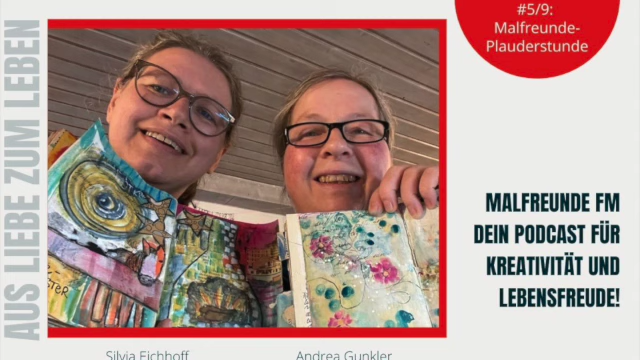 AUS LIEBE ZUM LEBEN
#5/9:
Malfreunde-
Plauderstunde
MALFREUNDE FM
DEIN PODCAST FÜR
KREATIVITÄT UND
LEBENSFREUDE!
Silvia Eichhoff
Andrea Gunkler